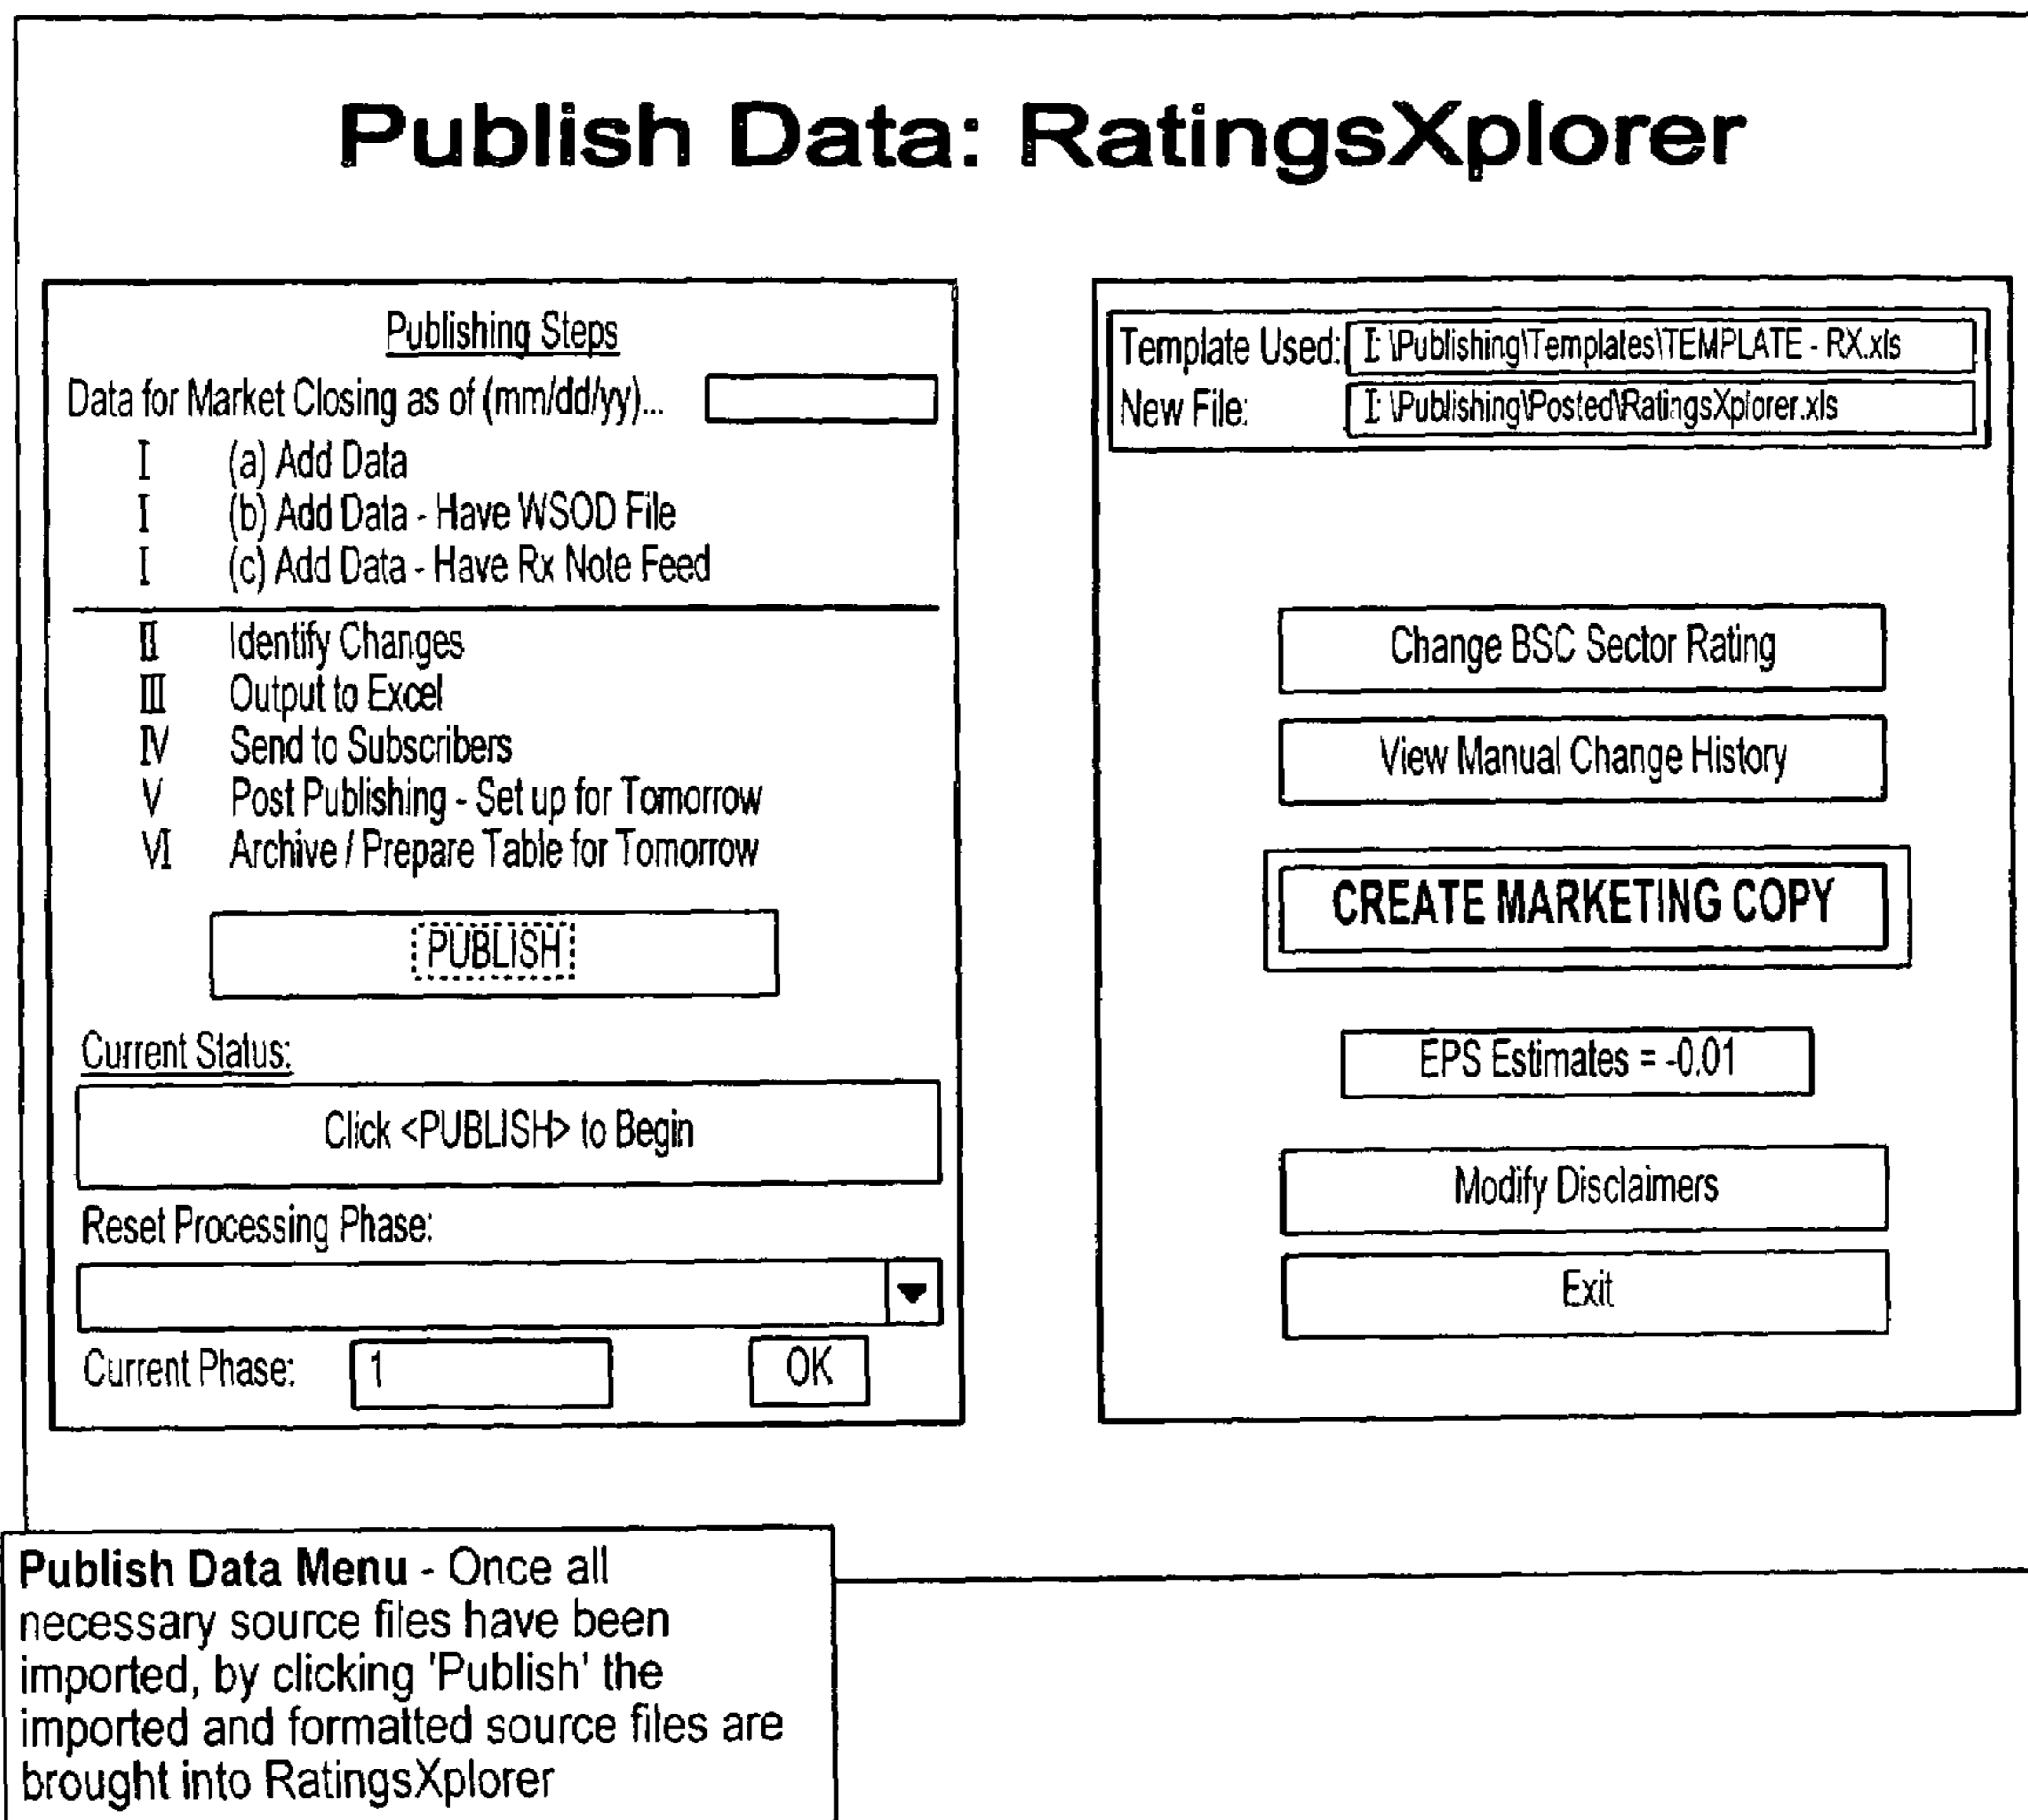 Publish Data: RatingsXplorer
Publishing Steps
Data for Market Closing as of (mm/dd/yy)...
I (a) Add Data
I (b) Add Data - Have WSOD File
I (c) Add Data - Have Rx Note Feed
II Identify Changes
III Output to Excel
IV Send to Subscribers
V Post Publishing - Set up for Tomorrow
VI Archive / Prepare Table for Tomorrow
PUBLISH
Current Status:
Click <PUBLISH> to Begin
Reset Processing Phase:
Current Phase: 1 OK
Template Used: I:\Publishing\Templates\TEMPLATE - RX.xls
New File: I:\Publishing\Posted\RatingsXplorer.xls
Change BSC Sector Rating
View Manual Change History
CREATE MARKETING COPY
EPS Estimates = -0.01
Modify Disclaimers
Exit
Publish Data Menu - Once all
necessary source files have been
imported, by clicking 'Publish' the
imported and formatted source files are
brought into RatingsXplorer